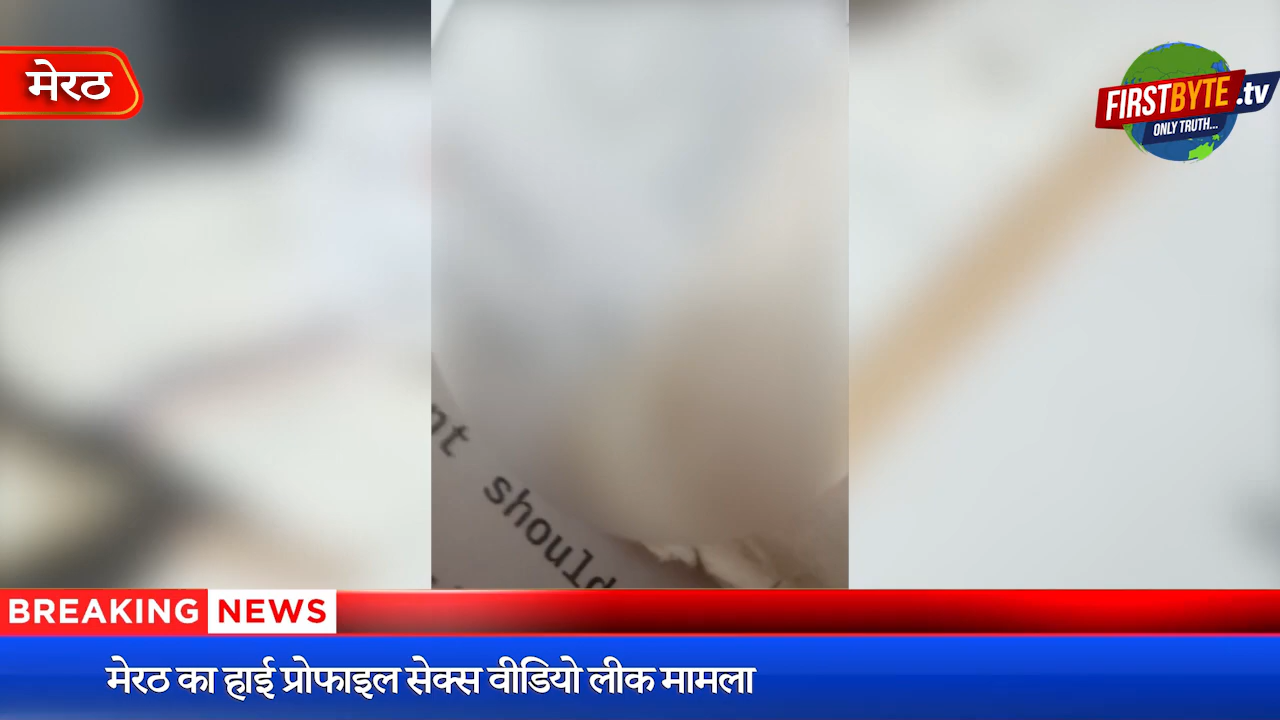 मेरठ
FIRSTBYTE.tv
ONLY TRUTH...
nt should
BREAKING NEWS
मेरठ का हाई प्रोफाइल सेक्स वीडियो लीक मामला